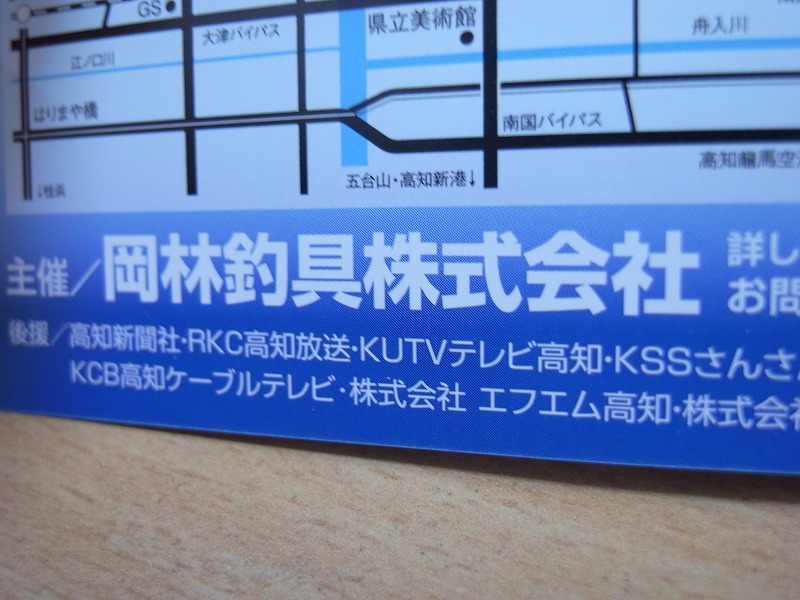 GS
県立美術館
大津バイパス
舟入川
江ノ口川
はりまや橋
南国バイパス
高知龍馬空
↓桂浜
五台山・高知新港↓
主催／岡林釣具株式会社
詳し
お問
後援／高知新聞社・RKC高知放送・KUTVテレビ高知・KSSさんさ
KCB高知ケーブルテレビ・株式会社 エフエム高知・株式会社